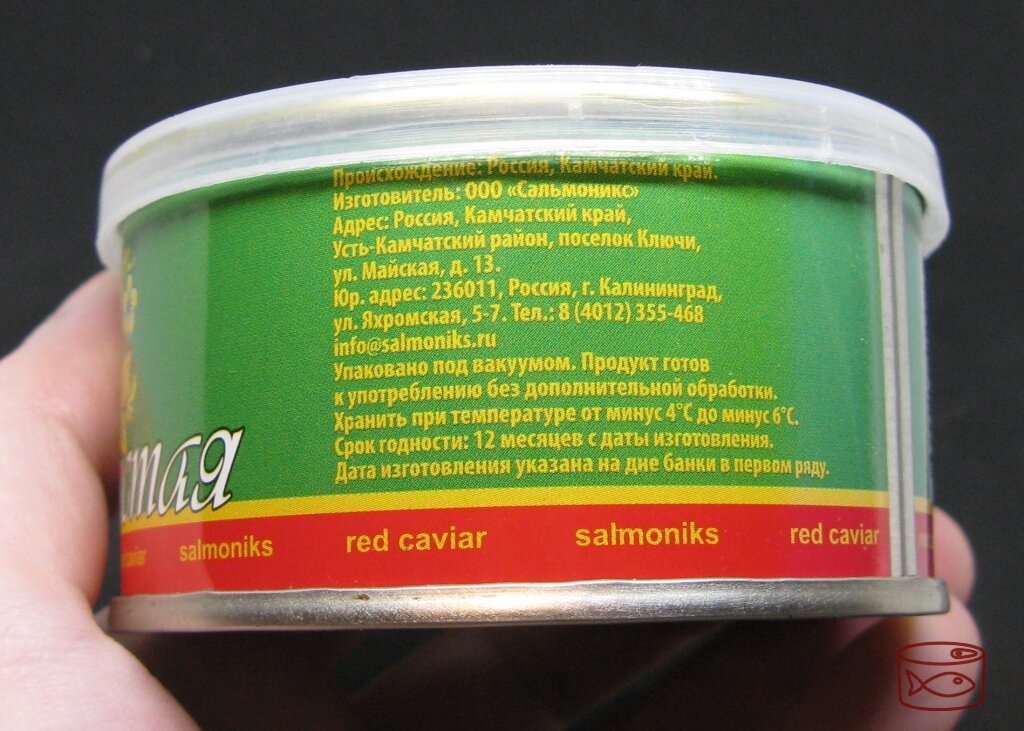 Происхождение: Россия, Камчатский край.
Изготовитель: ООО «Сальмоникс»
Адрес: Россия, Камчатский край,
Усть-Камчатский район, поселок Ключи,
ул. Майская, д. 13.
Юр. адрес: 236011, Россия, г. Калининград,
ул. Яхромская, 5-7. Тел.: 8 (4012) 355-468
info@salmoniks.ru
Упаковано под вакуумом. Продукт готов
к употреблению без дополнительной обработки.
Хранить при температуре от минус 4°С до минус 6°С.
Срок годности: 12 месяцев с даты изготовления.
Дата изготовления указана на дне банки в первом ряду.
стая
caviar salmoniks red caviar salmoniks red caviar